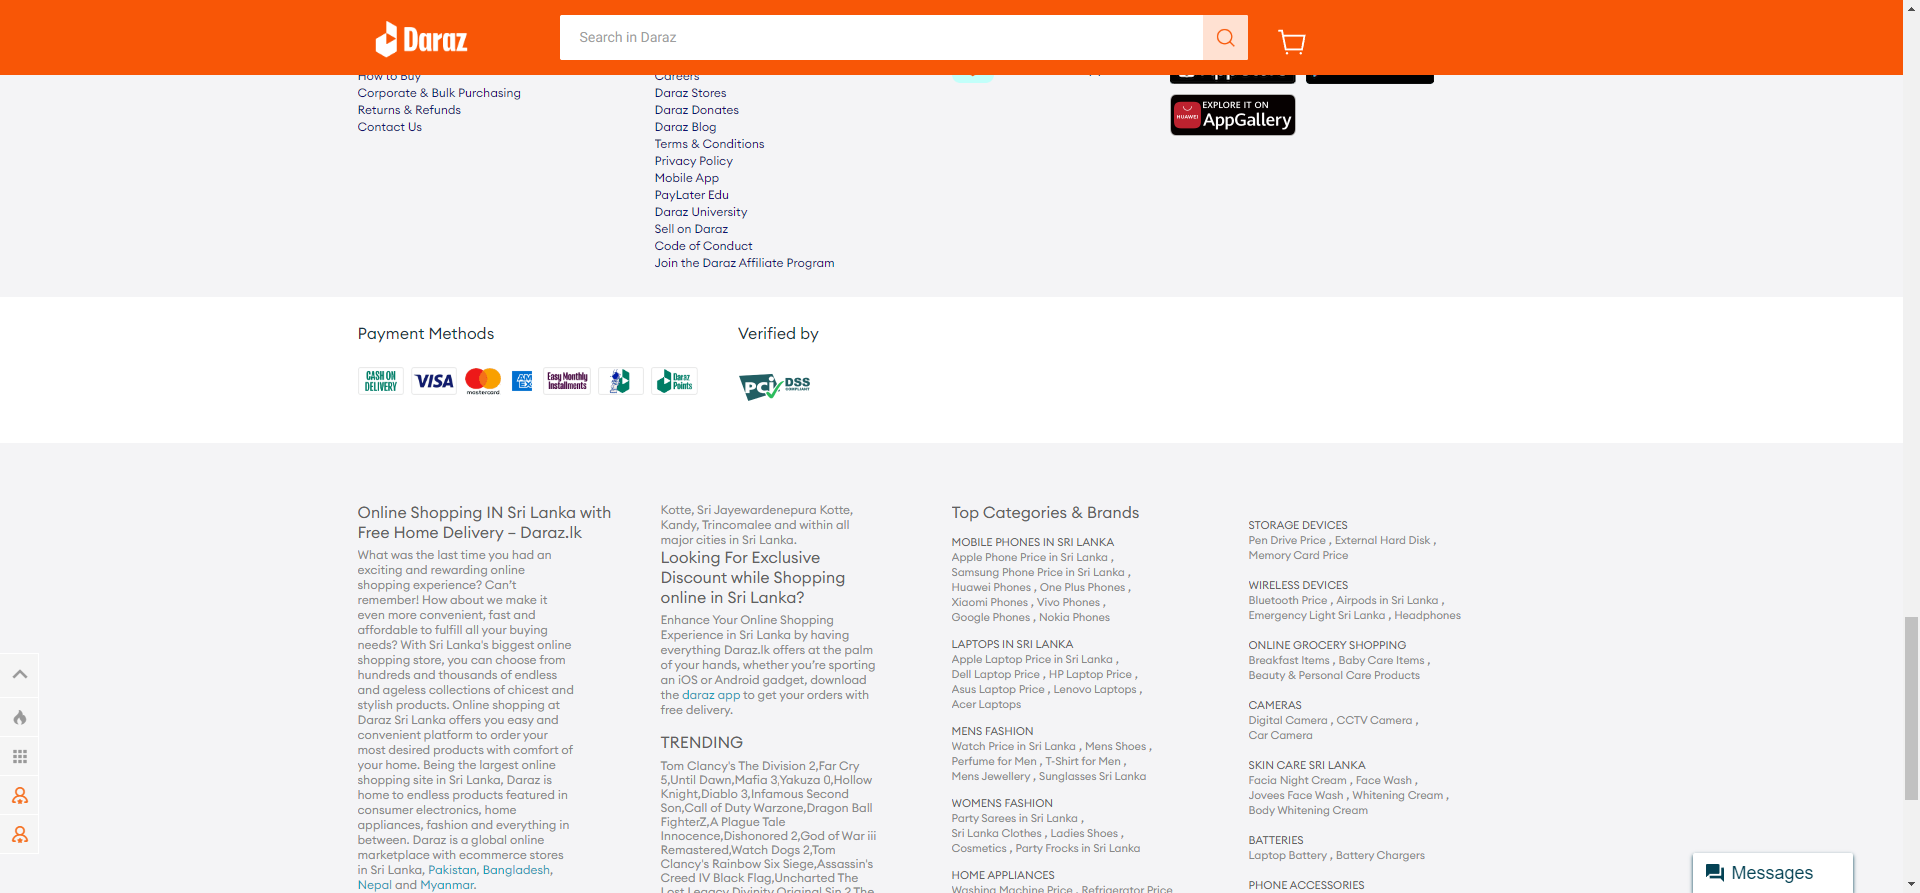 Daraz
Search in Daraz
How to Buy
Corporate & Bulk Purchasing
Returns & Refunds
Contact Us
Careers
Daraz Stores
Daraz Donates
Daraz Blog
Terms & Conditions
Privacy Policy
Mobile App
PayLater Edu
Daraz University
Sell on Daraz
Code of Conduct
Join the Daraz Affiliate Program
EXPLORE IT ON
HUAWEI
AppGallery
Payment Methods
CASH ON
DELIVERY
VISA
mastercard
AM
EX
Easy Monthly
Installments
Daraz
Points
Verified by
PCI DSS
COMPLIANT
Online Shopping IN Sri Lanka with
Free Home Delivery – Daraz.lk
What was the last time you had an
exciting and rewarding online
shopping experience? Can’t
remember! How about we make it
even more convenient, fast and
affordable to fulfill all your buying
needs? With Sri Lanka's biggest online
shopping store, you can choose from
hundreds and thousands of endless
and ageless collections of chicest and
stylish products. Online shopping at
Daraz Sri Lanka offers you easy and
convenient platform to order your
most desired products with comfort of
your home. Being the largest online
shopping site in Sri Lanka, Daraz is
home to endless products featured in
consumer electronics, home
appliances, fashion and everything in
between. Daraz is a global online
marketplace with ecommerce stores
in Sri Lanka, Pakistan, Bangladesh,
Nepal and Myanmar.
Kotte, Sri Jayewardenepura Kotte,
Kandy, Trincomalee and within all
major cities in Sri Lanka.
Looking For Exclusive
Discount while Shopping
online in Sri Lanka?
Enhance Your Online Shopping
Experience in Sri Lanka by having
everything Daraz.lk offers at the palm
of your hands, whether you’re sporting
an iOS or Android gadget, download
the daraz app to get your orders with
free delivery.
TRENDING
Tom Clancy's The Division 2,Far Cry
5,Until Dawn,Mafia 3,Yakuza 0,Hollow
Knight,Diablo 3,Infamous Second
Son,Call of Duty Warzone,Dragon Ball
FighterZ,A Plague Tale
Innocence,Dishonored 2,God of War iii
Remastered,Watch Dogs 2,Tom
Clancy's Rainbow Six Siege,Assassin's
Creed IV Black Flag,Uncharted The
Lost Legacy,Divinity Original Sin 2,The
Top Categories & Brands
MOBILE PHONES IN SRI LANKA
Apple Phone Price in Sri Lanka ,
Samsung Phone Price in Sri Lanka ,
Huawei Phones , One Plus Phones ,
Xiaomi Phones , Vivo Phones ,
Google Phones , Nokia Phones
LAPTOPS IN SRI LANKA
Apple Laptop Price in Sri Lanka ,
Dell Laptop Price , HP Laptop Price ,
Asus Laptop Price , Lenovo Laptops ,
Acer Laptops
MENS FASHION
Watch Price in Sri Lanka , Mens Shoes ,
Perfume for Men , T-Shirt for Men ,
Mens Jewellery , Sunglasses Sri Lanka
WOMENS FASHION
Party Sarees in Sri Lanka ,
Sri Lanka Clothes , Ladies Shoes ,
Cosmetics , Party Frocks in Sri Lanka
HOME APPLIANCES
Washing Machine Price , Refrigerator Price
STORAGE DEVICES
Pen Drive Price , External Hard Disk ,
Memory Card Price
WIRELESS DEVICES
Bluetooth Price , Airpods in Sri Lanka ,
Emergency Light Sri Lanka , Headphones
ONLINE GROCERY SHOPPING
Breakfast Items , Baby Care Items ,
Beauty & Personal Care Products
CAMERAS
Digital Camera , CCTV Camera ,
Car Camera
SKIN CARE SRI LANKA
Facia Night Cream , Face Wash ,
Jovees Face Wash , Whitening Cream ,
Body Whitening Cream
BATTERIES
Laptop Battery , Battery Chargers
PHONE ACCESSORIES
Messages